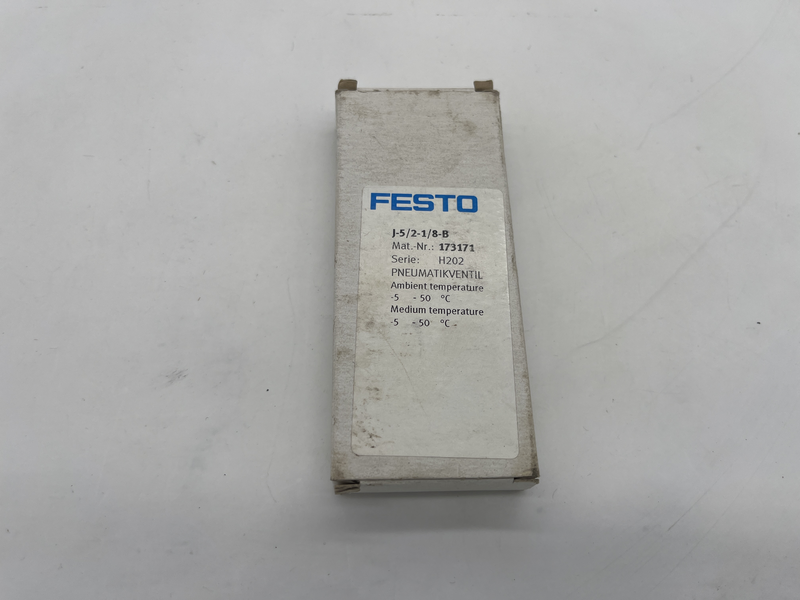 FESTO
J-5/2-1/8-B
Mat.-Nr.: 173171
Serie: H202
PNEUMATIKVENTIL
Ambient temperature
-5 - 50 °C
Medium temperature
-5 - 50 °C -